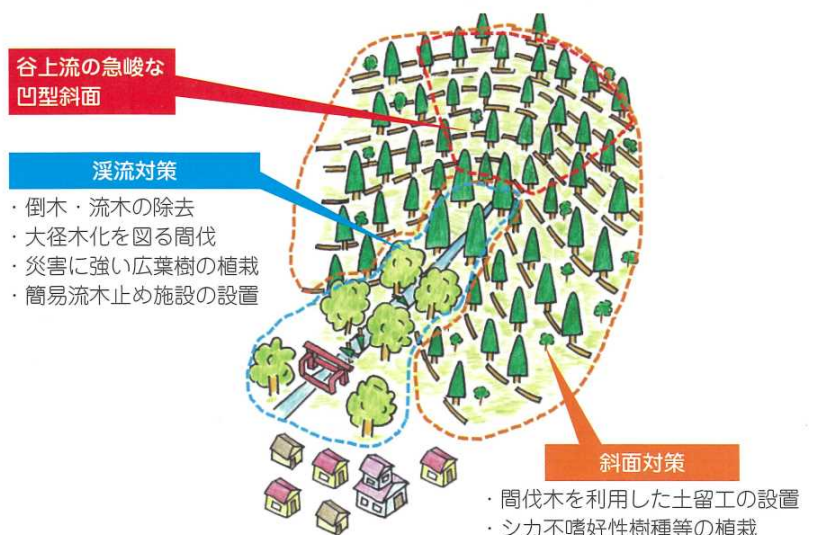 谷上流の急峻な
凹型斜面
渓流対策
・倒木・流木の除去
・大径木化を図る間伐
・災害に強い広葉樹の植栽
・簡易流木止め施設の設置
斜面対策
・間伐木を利用した土留工の設置
・シカ不嗜好性樹種等の植栽